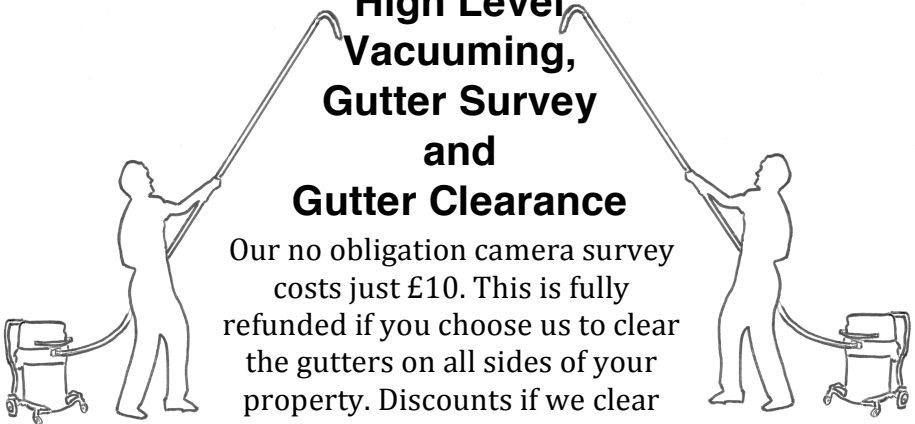 High Level
Vacuuming,
Gutter Survey
and
Gutter Clearance
Our no obligation camera survey
costs just £10. This is fully
refunded if you choose us to clear
the gutters on all sides of your
property. Discounts if we clear